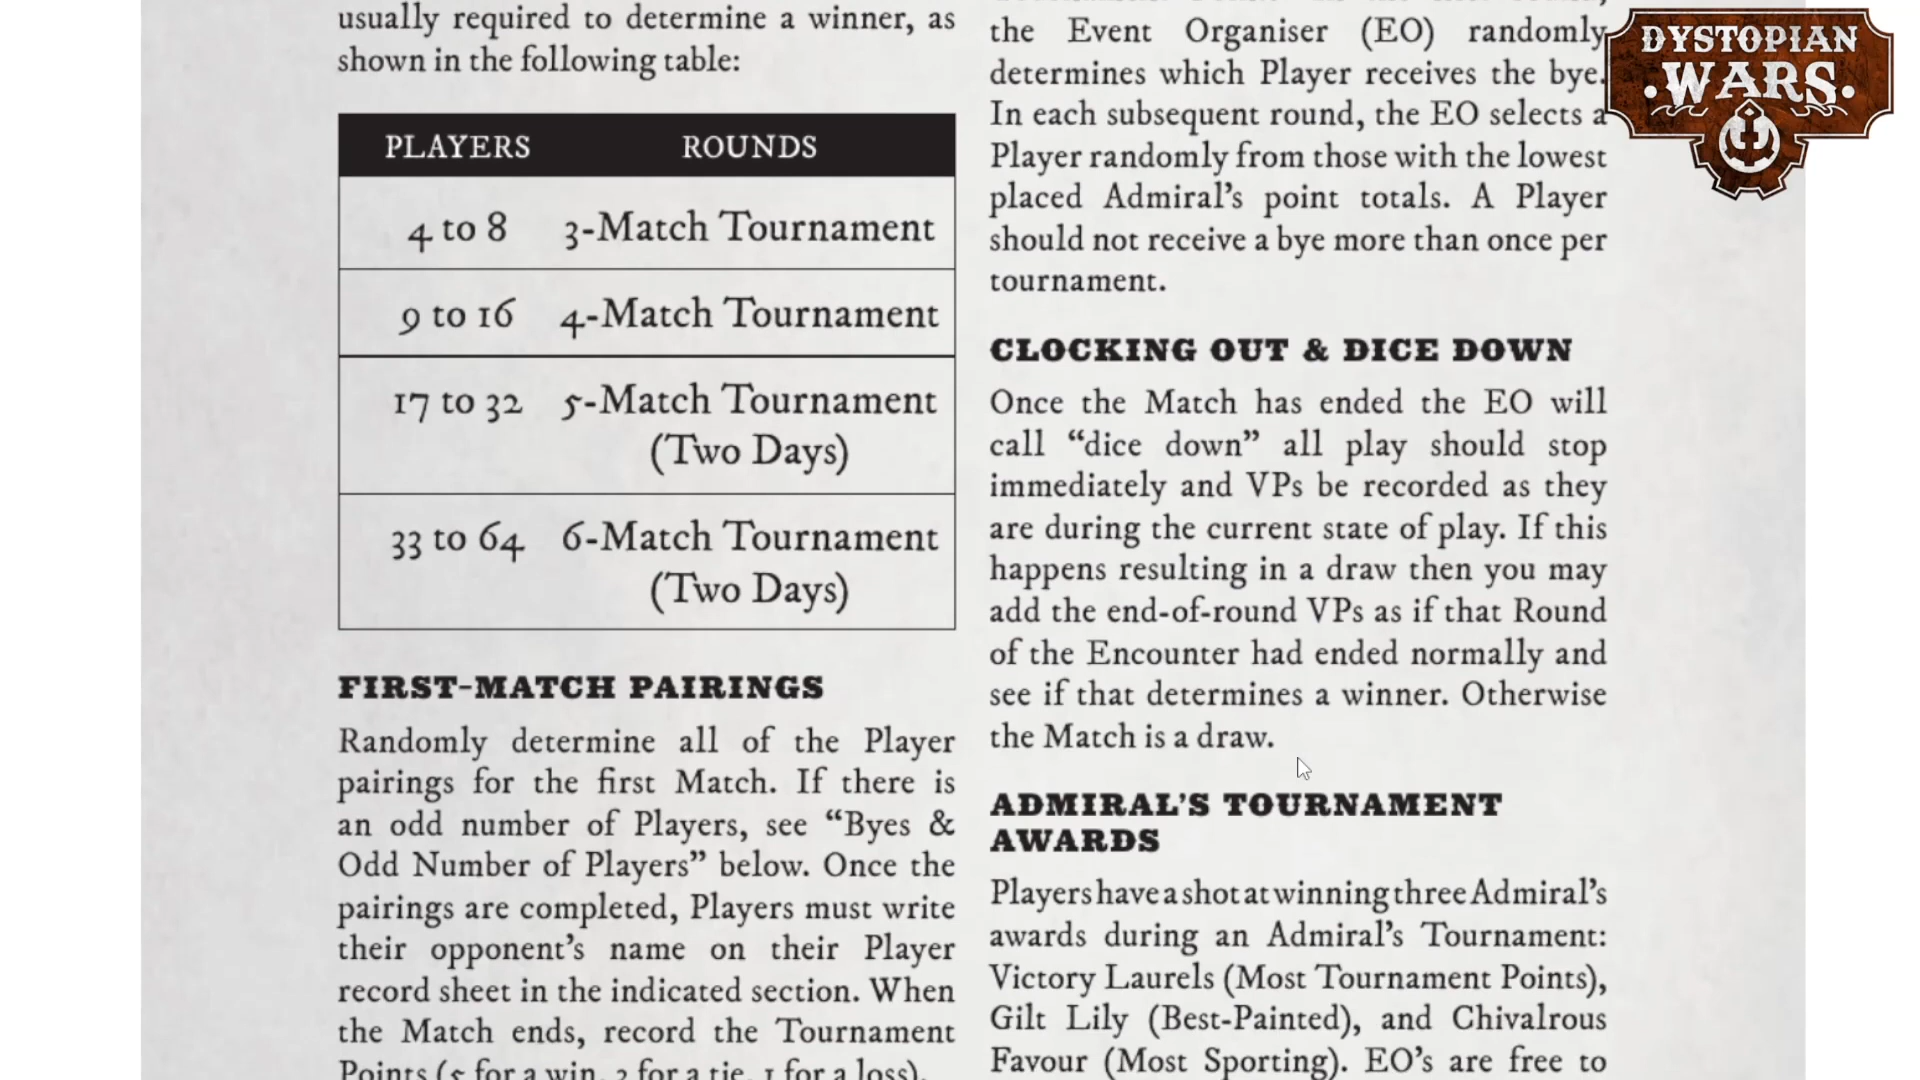 usually required to determine a winner, as
shown in the following table:
PLAYERS ROUNDS
4 to 8 3-Match Tournament
9 to 16 4-Match Tournament
17 to 32 5-Match Tournament
(Two Days)
33 to 64 6-Match Tournament
(Two Days)
FIRST-MATCH PAIRINGS
Randomly determine all of the Player
pairings for the first Match. If there is
an odd number of Players, see “Byes &
Odd Number of Players” below. Once the
pairings are completed, Players must write
their opponent’s name on their Player
record sheet in the indicated section. When
the Match ends, record the Tournament
Points (5 for a win, 3 for a tie, 1 for a loss).
the Event Organiser (EO) randomly
determines which Player receives the bye.
In each subsequent round, the EO selects a
Player randomly from those with the lowest
placed Admiral’s point totals. A Player
should not receive a bye more than once per
tournament.
CLOCKING OUT & DICE DOWN
Once the Match has ended the EO will
call “dice down” all play should stop
immediately and VPs be recorded as they
are during the current state of play. If this
happens resulting in a draw then you may
add the end-of-round VPs as if that Round
of the Encounter had ended normally and
see if that determines a winner. Otherwise
the Match is a draw.
ADMIRAL’S TOURNAMENT
AWARDS
Players have a shot at winning three Admiral’s
awards during an Admiral’s Tournament:
Victory Laurels (Most Tournament Points),
Gilt Lily (Best-Painted), and Chivalrous
Favour (Most Sporting). EO’s are free to
DYSTOPIAN
WARS